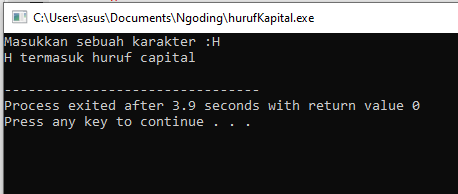 C:\Users\asus\Documents\Ngoding\hurufKapital.exe
Masukkan sebuah karakter :H
H termasuk huruf capital
--------------------------------
Process exited after 3.9 seconds with return value 0
Press any key to continue . . .